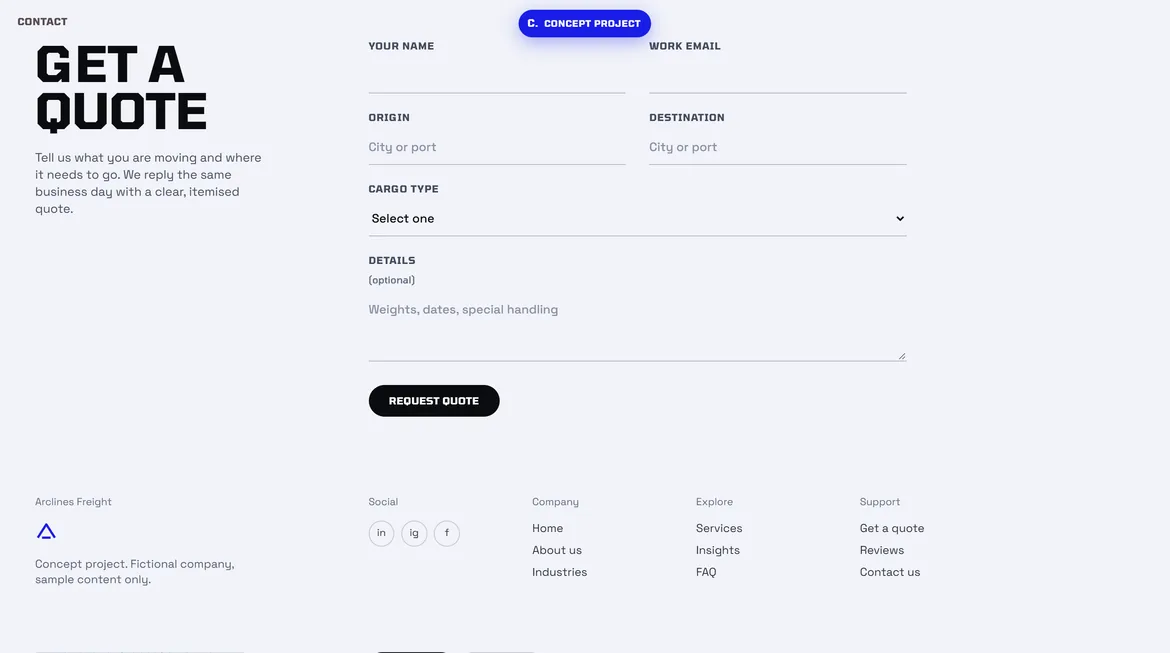 CONTACT
C. CONCEPT PROJECT
GET A
QUOTE
Tell us what you are moving and where
it needs to go. We reply the same
business day with a clear, itemised
quote.
YOUR NAME
WORK EMAIL
ORIGIN
DESTINATION
City or port
City or port
CARGO TYPE
Select one
DETAILS
(optional)
Weights, dates, special handling
REQUEST QUOTE
Arclines Freight
Concept project. Fictional company,
sample content only.
Social
in ig f
Company
Home
About us
Industries
Explore
Services
Insights
FAQ
Support
Get a quote
Reviews
Contact us